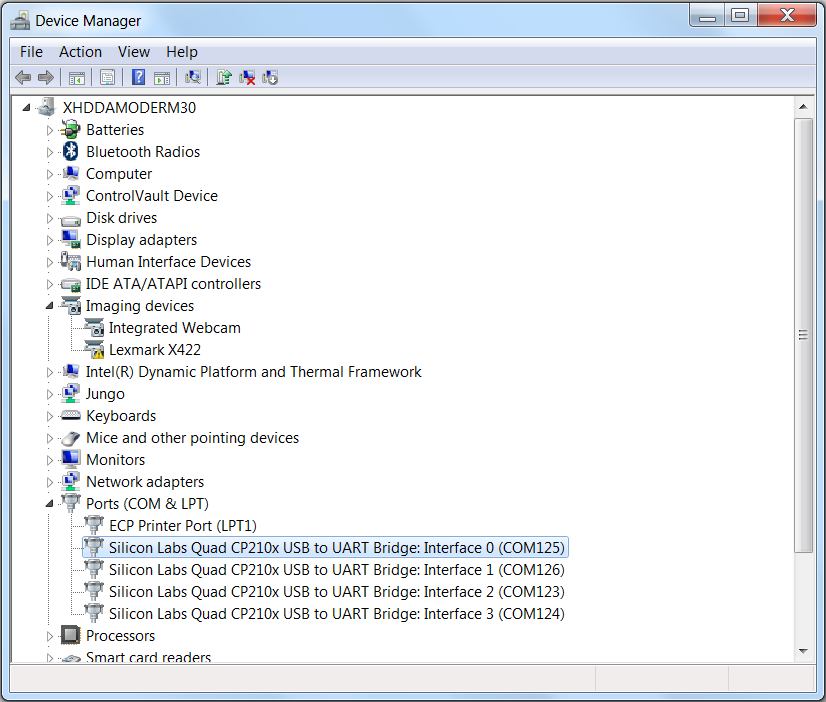 Device Manager
File Action View Help
XHDDAMODERM30
Batteries
Bluetooth Radios
Computer
ControlVault Device
Disk drives
Display adapters
Human Interface Devices
IDE ATA/ATAPI controllers
Imaging devices
Integrated Webcam
Lexmark X422
Intel(R) Dynamic Platform and Thermal Framework
Jungo
Keyboards
Mice and other pointing devices
Monitors
Network adapters
Ports (COM & LPT)
ECP Printer Port (LPT1)
Silicon Labs Quad CP210x USB to UART Bridge: Interface 0 (COM125)
Silicon Labs Quad CP210x USB to UART Bridge: Interface 1 (COM126)
Silicon Labs Quad CP210x USB to UART Bridge: Interface 2 (COM123)
Silicon Labs Quad CP210x USB to UART Bridge: Interface 3 (COM124)
Processors
Smart card readers